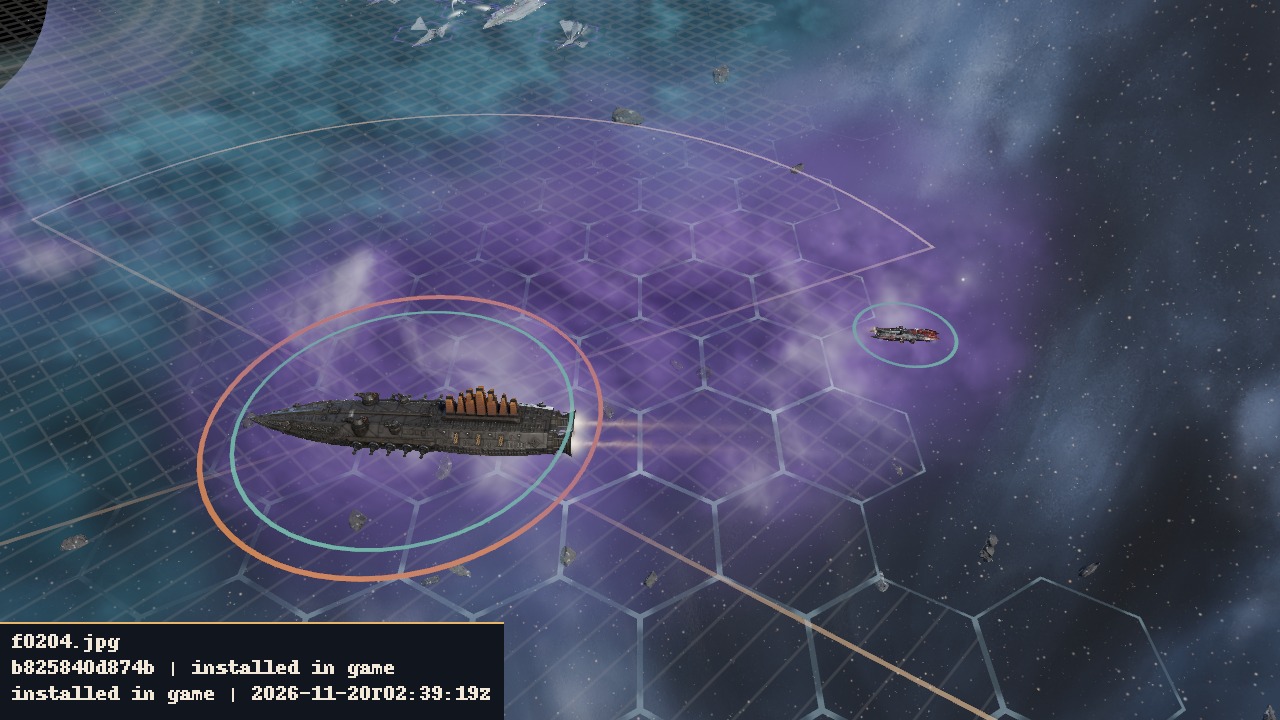 f0204.jpg
b825840d874b | installed in game
installed in game | 2026-11-20T02:39:19Z